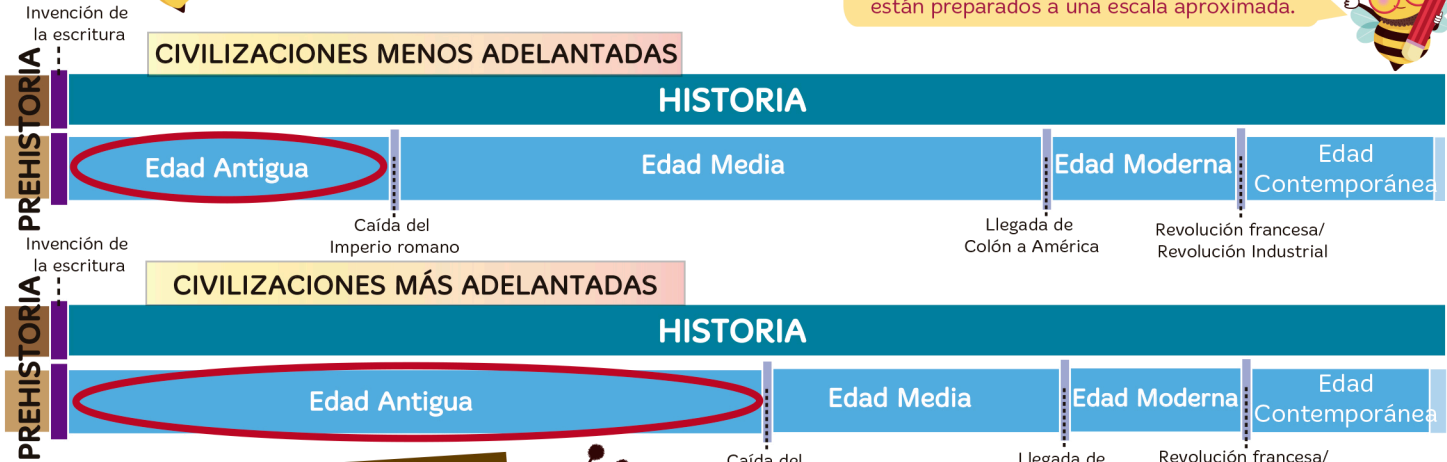 están preparados a una escala aproximada.
Invención de
la escritura
CIVILIZACIONES MENOS ADELANTADAS
PREHISTORIA
HISTORIA
Edad Antigua
Edad Media
Edad Moderna
Edad
Contemporánea
Caída del
Imperio romano
Llegada de
Colón a América
Revolución francesa/
Revolución Industrial
Invención de
la escritura
CIVILIZACIONES MÁS ADELANTADAS
PREHISTORIA
HISTORIA
Edad Antigua
Edad Media
Edad Moderna
Edad
Contemporánea
Caída del
Llegada de
Revolución francesa/